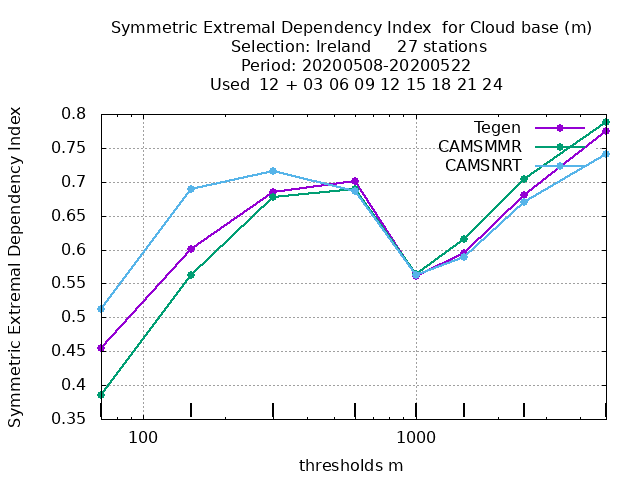 Symmetric Extremal Dependency Index  for Cloud base (m)
Selection: Ireland     27 stations
Period: 20200508-20200522
Used  12 + 03 06 09 12 15 18 21 24
Symmetric Extremal Dependency Index
0.8
0.75
0.7
0.65
0.6
0.55
0.5
0.45
0.4
0.35
Tegen
CAMSMMR
CAMSNRT
100
1000
thresholds m